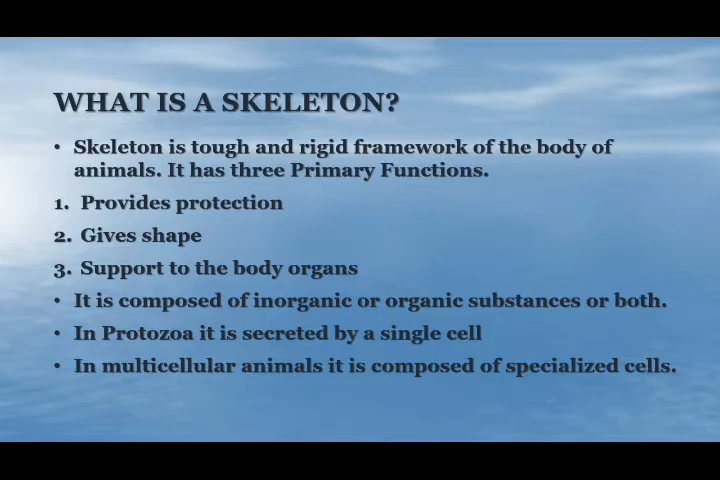 WHAT IS A SKELETON?
• Skeleton is tough and rigid framework of the body of
animals. It has three Primary Functions.
1. Provides protection
2. Gives shape
3. Support to the body organs
• It is composed of inorganic or organic substances or both.
• In Protozoa it is secreted by a single cell
• In multicellular animals it is composed of specialized cells.